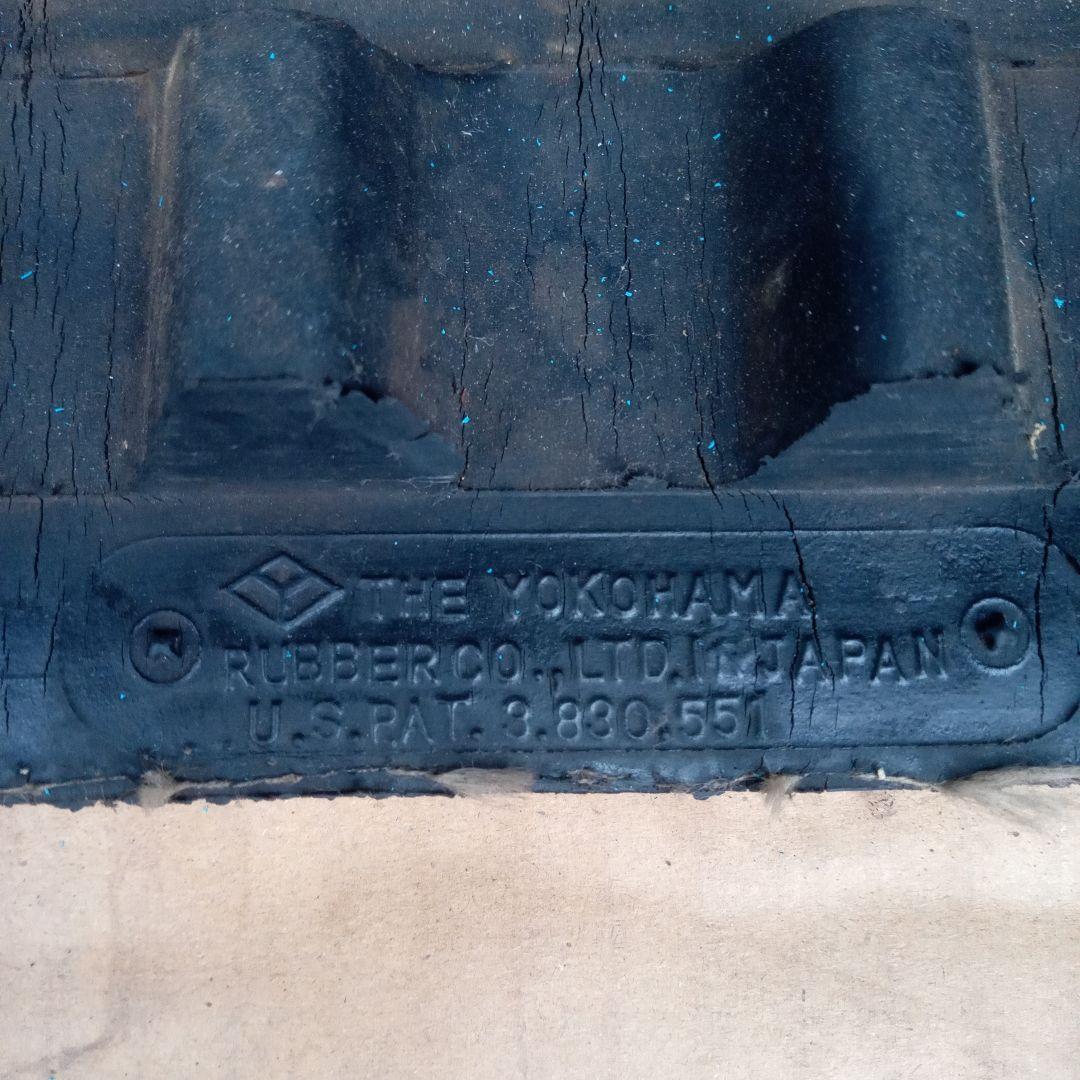 THE YOKOHAMA
RUBBER CO., LTD. JAPAN
U.S.PAT. 3.830.551